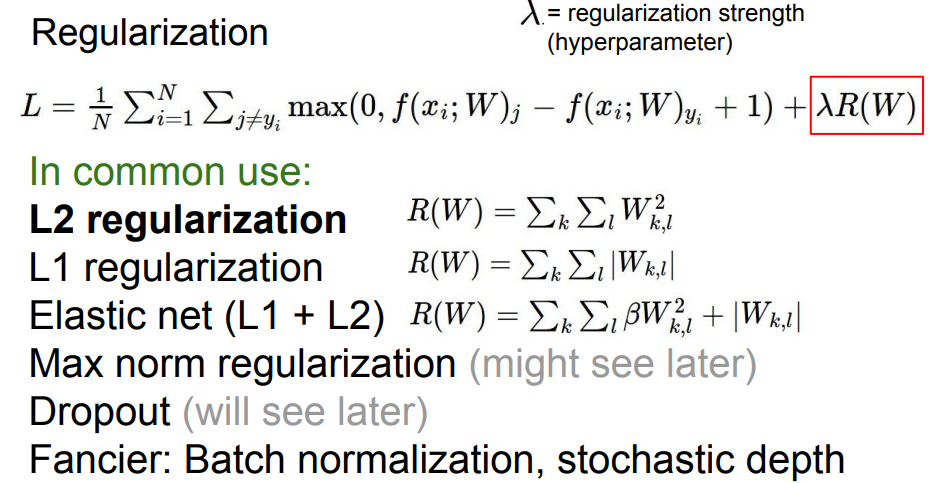 Regularization
λ.= regularization strength
(hyperparameter)
L = \frac{1}{N} \sum_{i=1}^{N} \sum_{j \neq y_i} \max(0, f(x_i; W)_j - f(x_i; W)_{y_i} + 1) + \lambda R(W)
In common use:
L2 regularization R(W) = \sum_k \sum_l W_{k,l}^2
L1 regularization R(W) = \sum_k \sum_l |W_{k,l}|
Elastic net (L1 + L2) R(W) = \sum_k \sum_l \beta W_{k,l}^2 + |W_{k,l}|
Max norm regularization (might see later)
Dropout (will see later)
Fancier: Batch normalization, stochastic depth